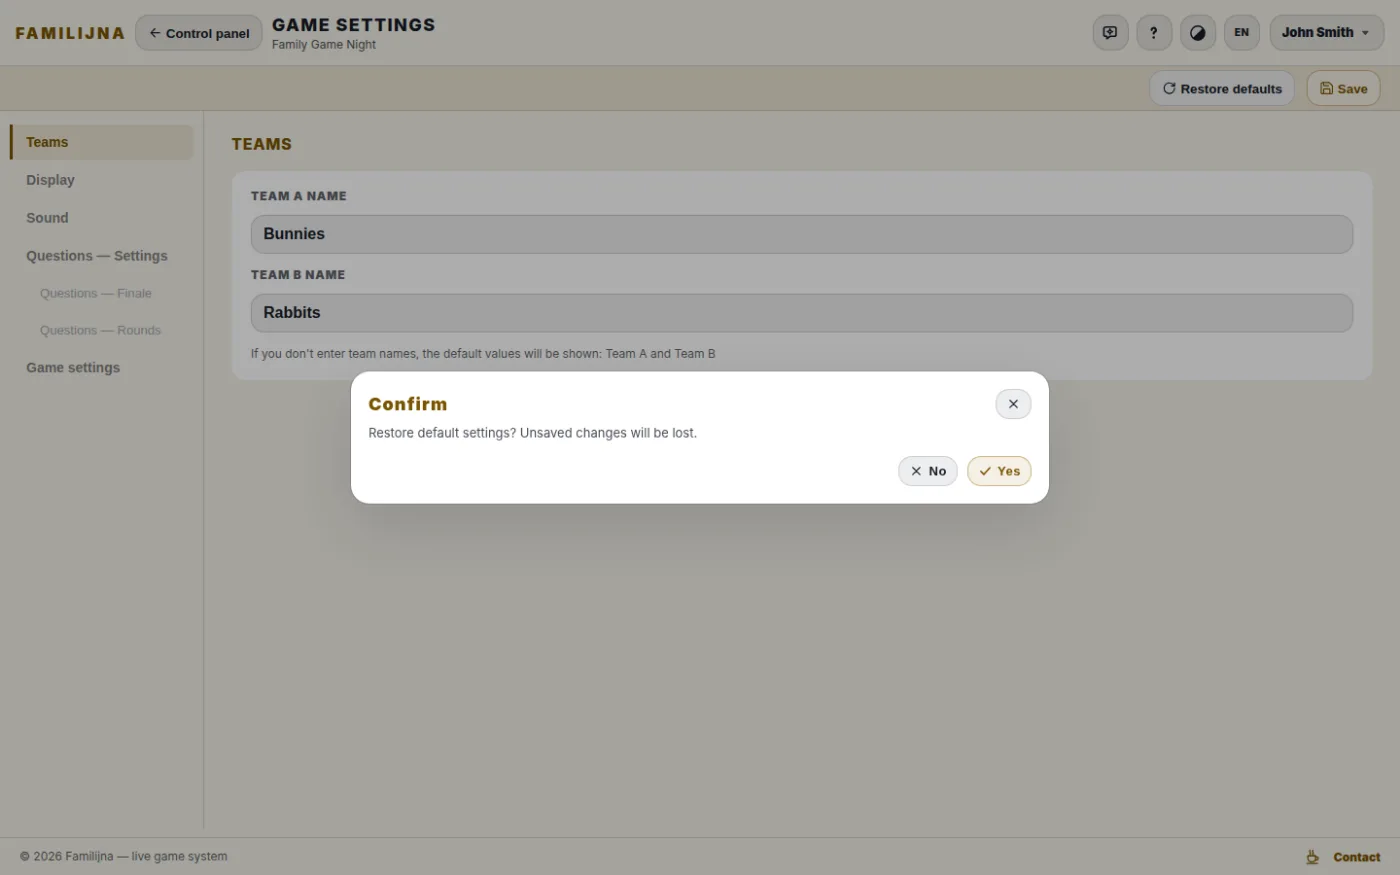 FAMILIJNA
Control panel
GAME SETTINGS
Family Game Night
?
EN
John Smith
Restore defaults
Save
Teams
Display
Sound
Questions — Settings
Questions — Finale
Questions — Rounds
Game settings
TEAMS
TEAM A NAME
Bunnies
TEAM B NAME
Rabbits
If you don't enter team names, the default values will be shown: Team A and Team B
Confirm
Restore default settings? Unsaved changes will be lost.
No
Yes
© 2026 Familijna — live game system
Contact